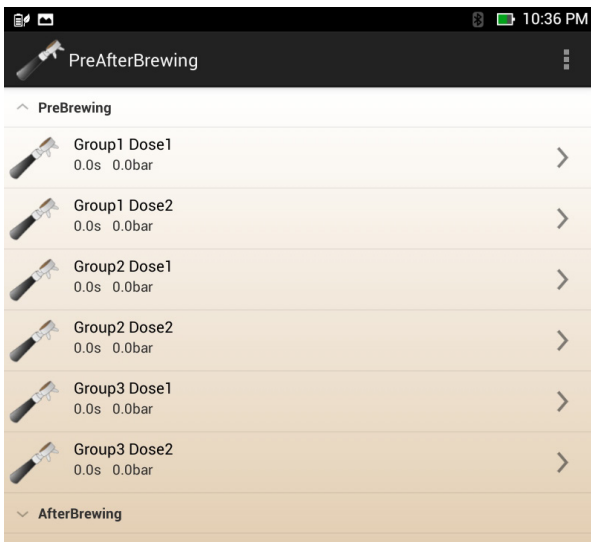 10:36 PM
PreAfterBrewing
PreBrewing
Group1 Dose1
0.0s 0.0bar
Group1 Dose2
0.0s 0.0bar
Group2 Dose1
0.0s 0.0bar
Group2 Dose2
0.0s 0.0bar
Group3 Dose1
0.0s 0.0bar
Group3 Dose2
0.0s 0.0bar
AfterBrewing